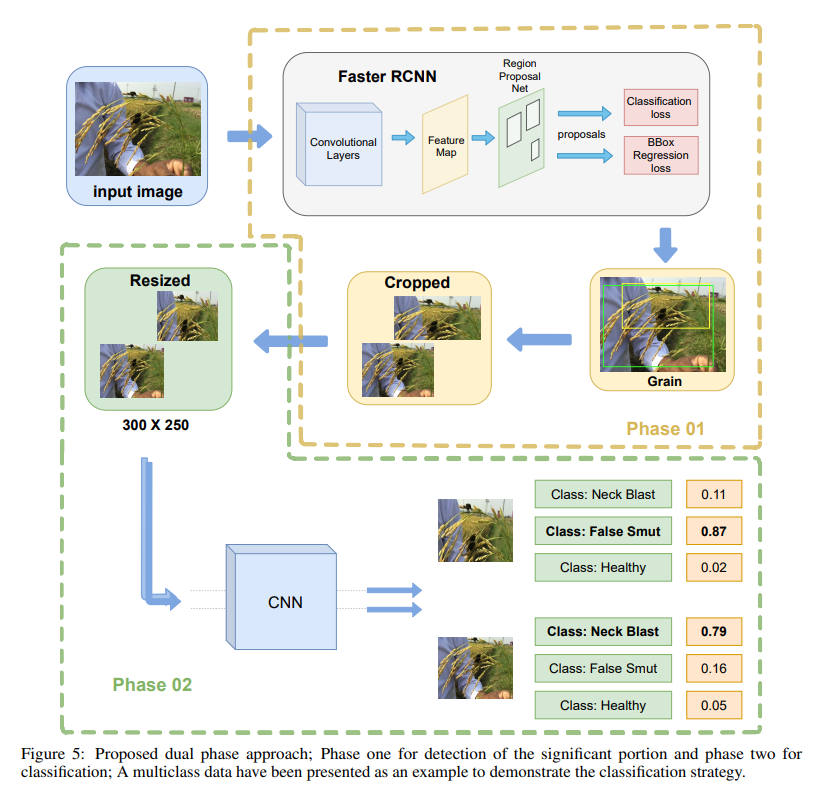 input image
Faster RCNN
Convolutional
Layers
Feature
Map
Region
Proposal
Net
proposals
Classification
loss
BBox
Regression
loss
Grain
Cropped
Resized
300 X 250
Phase 01
CNN
Class: Neck Blast 0.11
Class: False Smut 0.87
Class: Healthy 0.02
Class: Neck Blast 0.79
Class: False Smut 0.16
Class: Healthy 0.05
Phase 02
Figure 5: Proposed dual phase approach; Phase one for detection of the significant portion and phase two for
classification; A multiclass data have been presented as an example to demonstrate the classification strategy.